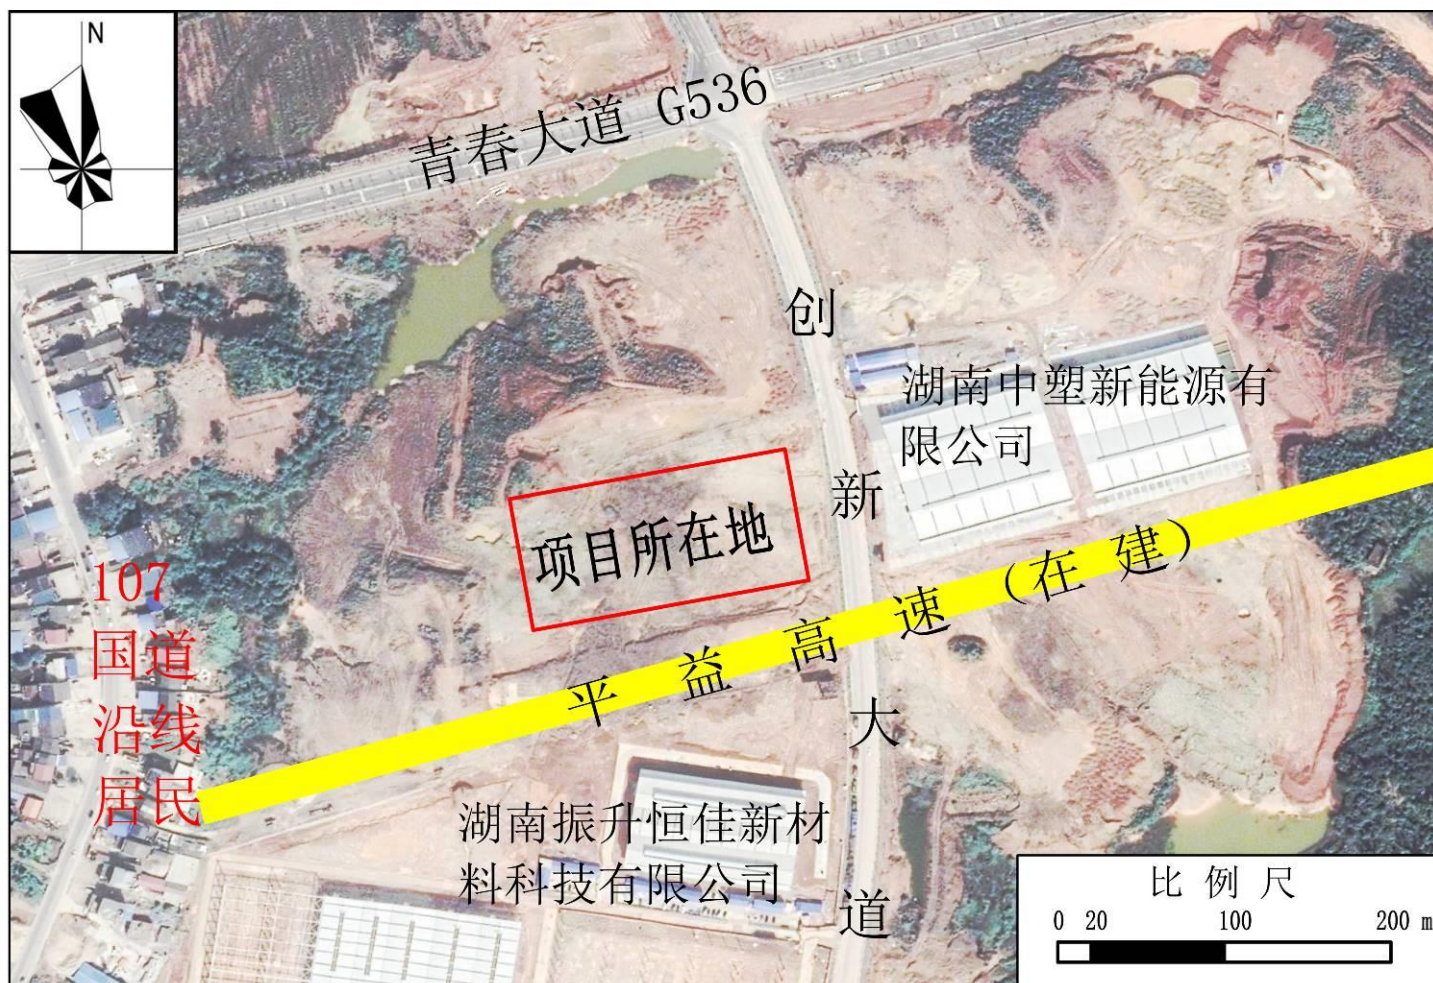 N
青春大道 G536
创新大道
湖南中塑新能源有
限公司
项目所在地
平益高速（在建）
107
国道
沿线
居民
湖南振升恒佳新材
料科技有限公司
比例尺
0 20 100 200 m